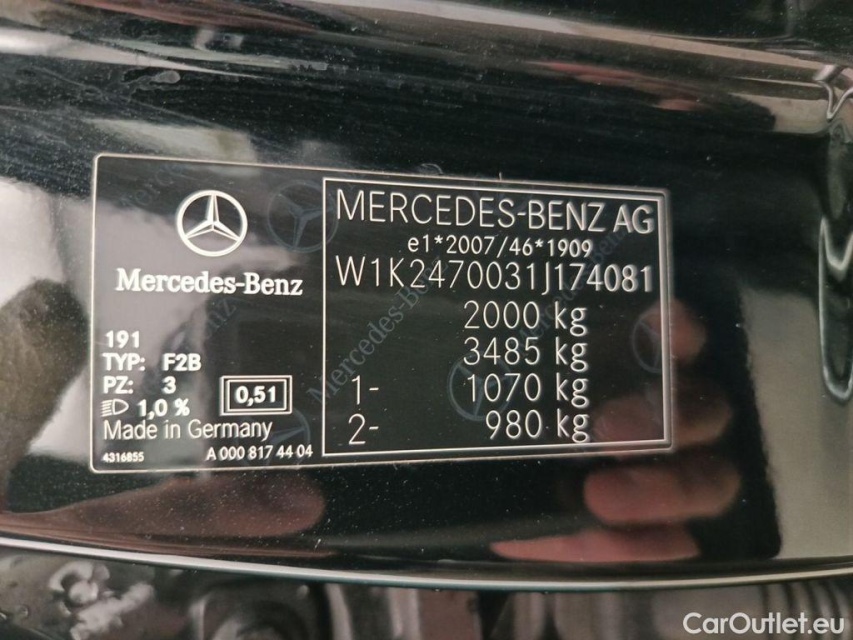 Mercedes-Benz
191
TYP: F2B
PZ: 3
1,0 %
0,51
Made in Germany
4316855
A 000 817 44 04
MERCEDES-BENZ AG
e1*2007/46*1909
W1K2470031J174081
2000 kg
3485 kg
1- 1070 kg
2- 980 kg
Mercedes-Benz
CarOutlet.eu